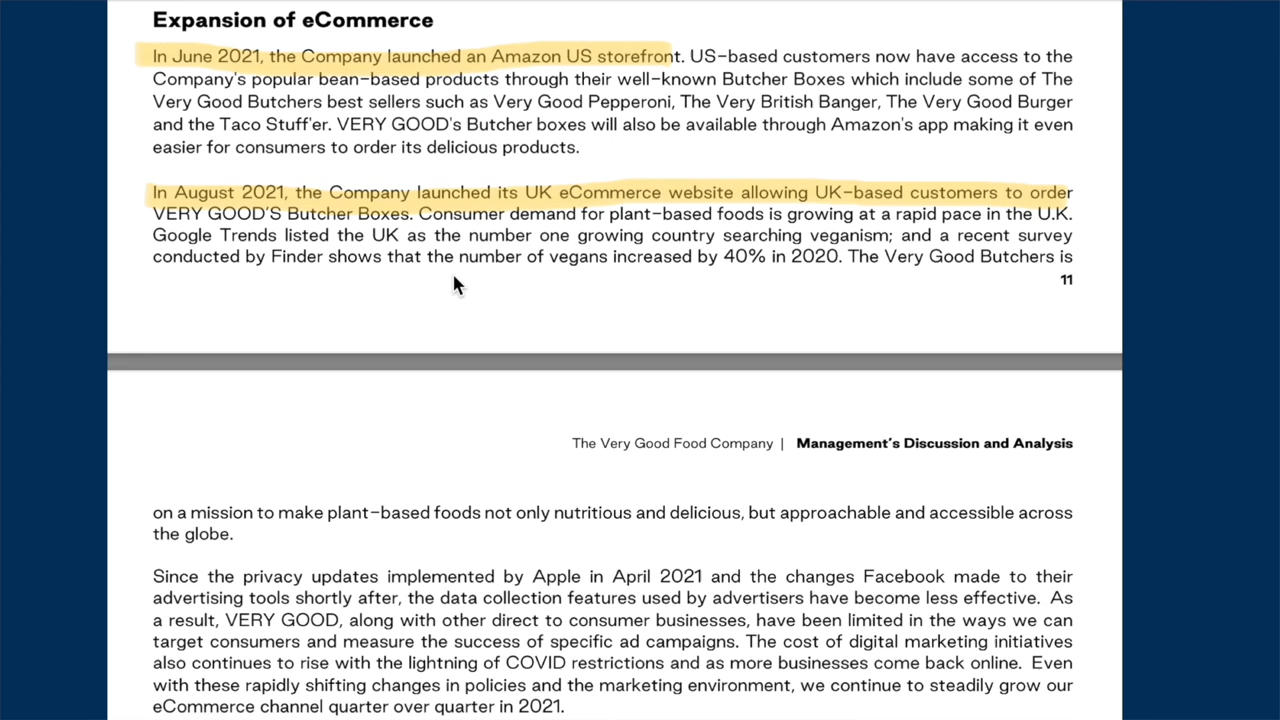 Expansion of eCommerce
In June 2021, the Company launched an Amazon US storefront. US-based customers now have access to the
Company's popular bean-based products through their well-known Butcher Boxes which include some of The
Very Good Butchers best sellers such as Very Good Pepperoni, The Very British Banger, The Very Good Burger
and the Taco Stuff'er. VERY GOOD's Butcher boxes will also be available through Amazon's app making it even
easier for consumers to order its delicious products.
In August 2021, the Company launched its UK eCommerce website allowing UK-based customers to order
VERY GOOD'S Butcher Boxes. Consumer demand for plant-based foods is growing at a rapid pace in the U.K.
Google Trends listed the UK as the number one growing country searching veganism; and a recent survey
conducted by Finder shows that the number of vegans increased by 40% in 2020. The Very Good Butchers is
11
The Very Good Food Company | Management's Discussion and Analysis
on a mission to make plant-based foods not only nutritious and delicious, but approachable and accessible across
the globe.
Since the privacy updates implemented by Apple in April 2021 and the changes Facebook made to their
advertising tools shortly after, the data collection features used by advertisers have become less effective. As
a result, VERY GOOD, along with other direct to consumer businesses, have been limited in the ways we can
target consumers and measure the success of specific ad campaigns. The cost of digital marketing initiatives
also continues to rise with the lightning of COVID restrictions and as more businesses come back online. Even
with these rapidly shifting changes in policies and the marketing environment, we continue to steadily grow our
eCommerce channel quarter over quarter in 2021.